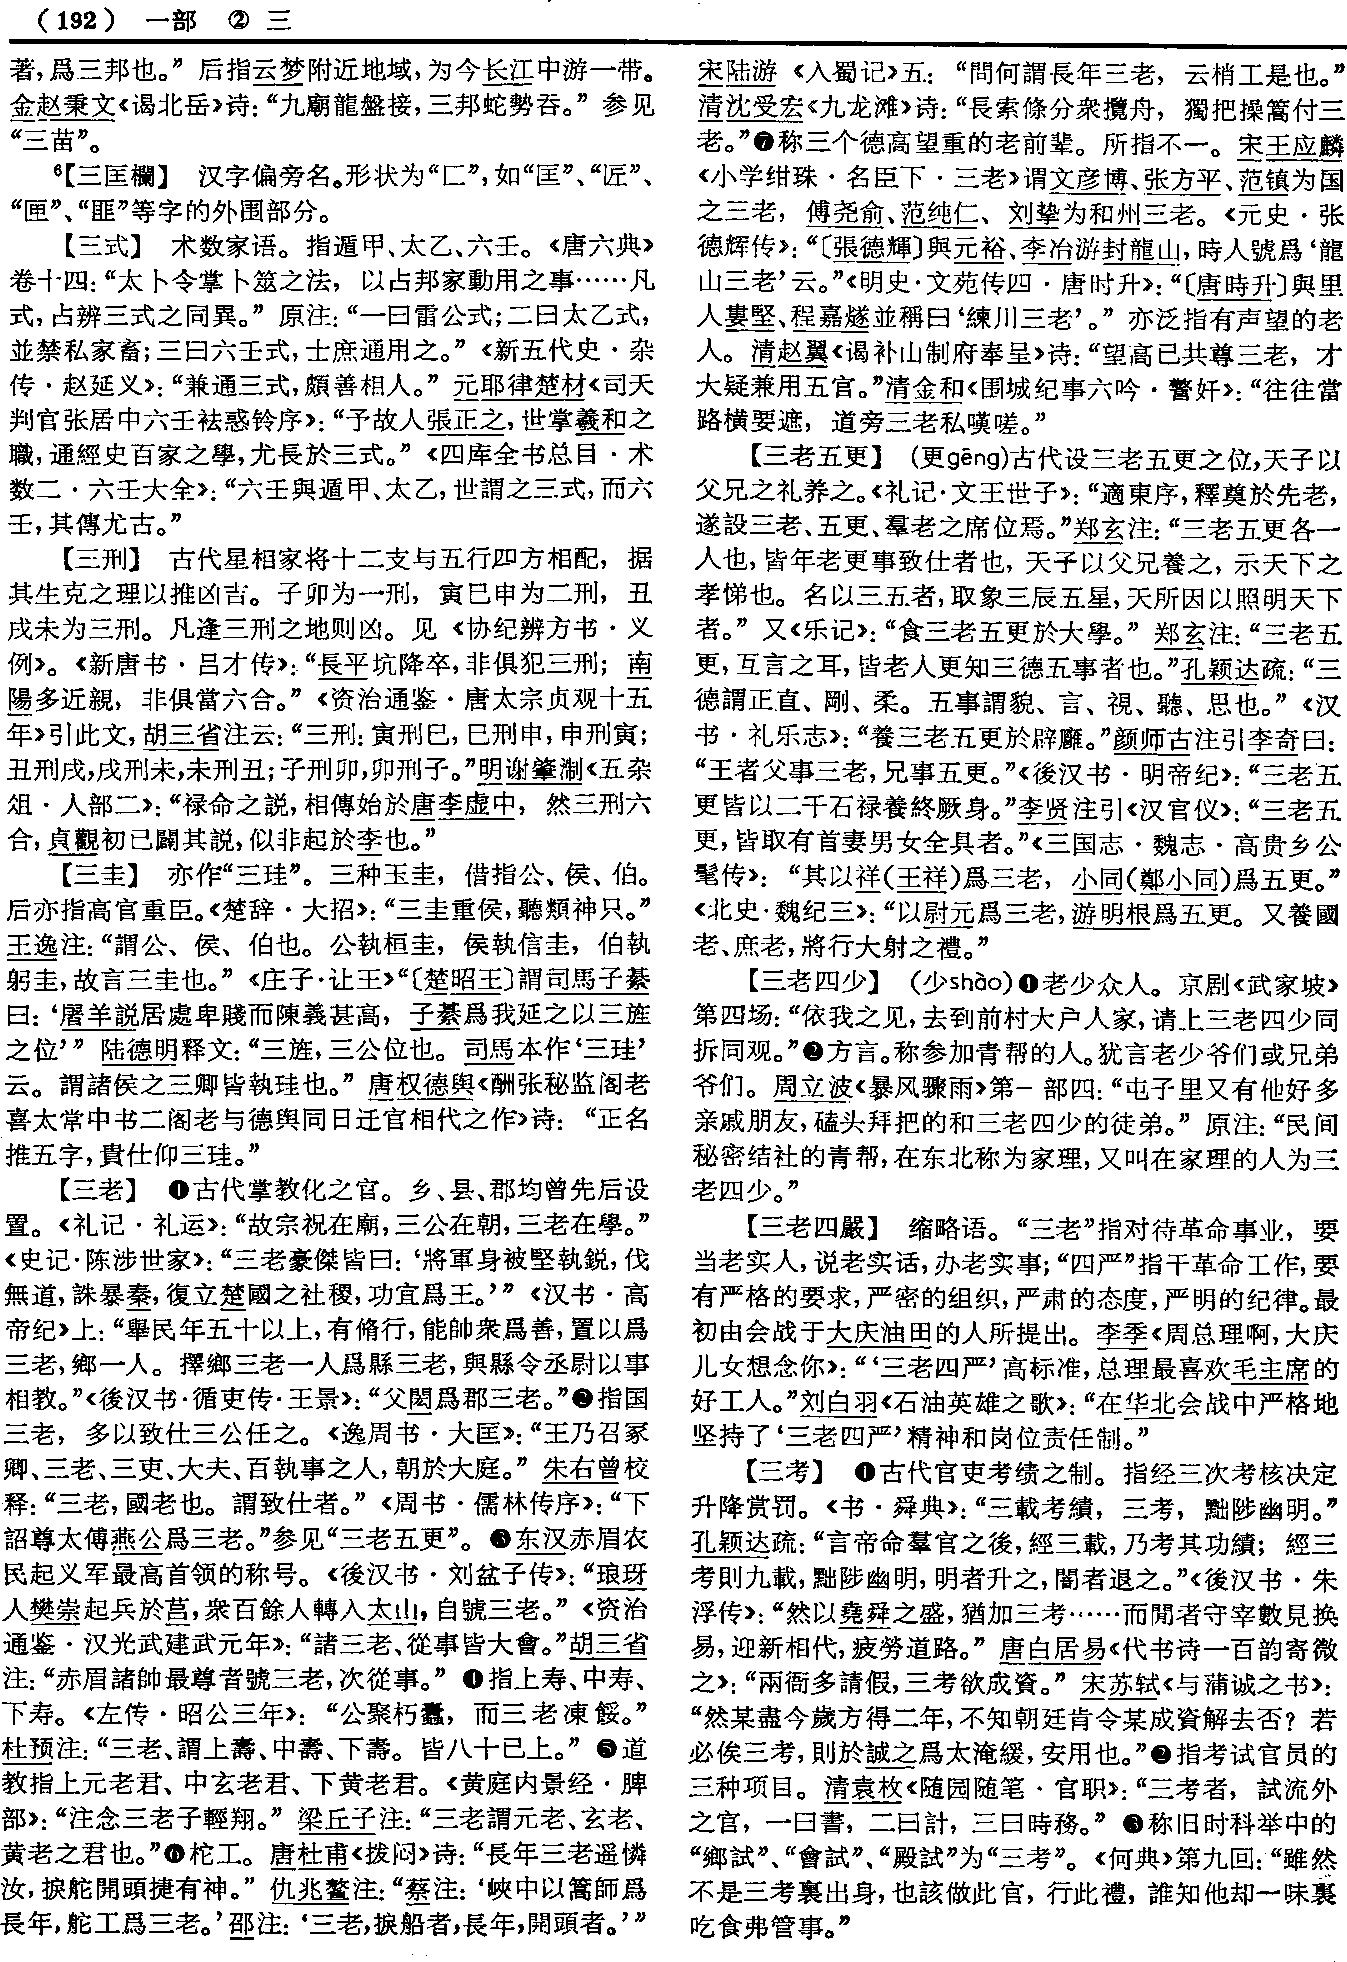 （192） 一部 ② 三
著，爲三邦也。”后指云梦附近地域，为今长江中游一带。
金赵秉文《谒北岳》诗：“九廟龍盤接，三邦蛇勢吞。”参见
“三苗”。
⁶【三匡欄】 汉字偏旁名。形状为“匚”，如“匡”、“匠”、
“匣”、“匪”等字的外围部分。
【三式】 术数家语。指遁甲、太乙、六壬。《唐六典》
卷十四：“太卜令掌卜筮之法，以占邦家動用之事……凡
式，占辨三式之同異。”原注：“一曰雷公式；二曰太乙式，
並禁私家畜；三曰六壬式，士庶通用之。”《新五代史·杂
传·赵延义》：“兼通三式，頗善相人。”元耶律楚材《司天
判官张居中六壬袪惑铃序》：“予故人張正之，世掌羲和之
職，通經史百家之學，尤長於三式。”《四库全书总目·术
数二·六壬大全》：“六壬與遁甲、太乙，世謂之三式，而六
壬，其傳尤古。”
【三刑】 古代星相家将十二支与五行四方相配，据
其生克之理以推凶吉。子卯为一刑，寅巳申为二刑，丑
戌未为三刑。凡逢三刑之地则凶。见《协纪辨方书·义
例》。《新唐书·吕才传》：“長平坑降卒，非俱犯三刑；南
陽多近親，非俱當六合。”《资治通鉴·唐太宗贞观十五
年》引此文，胡三省注云：“三刑：寅刑巳，巳刑申，申刑寅；
丑刑戌，戌刑未，未刑丑；子刑卯，卯刑子。”明谢肇淛《五杂
俎·人部二》：“禄命之説，相傳始於唐李虚中，然三刑六
合，貞觀初已闢其説，似非起於李也。”
【三圭】 亦作“三珪”。三种玉圭，借指公、侯、伯。
后亦指高官重臣。《楚辞·大招》：“三圭重侯，聽類神只。”
王逸注：“謂公、侯、伯也。公執桓圭，侯執信圭，伯執
躬圭，故言三圭也。”《庄子·让王》“〔楚昭王〕謂司馬子綦
曰：‘屠羊説居處卑賤而陳義甚高，子綦爲我延之以三旌
之位’”陆德明释文：“三旌，三公位也。司馬本作‘三珪’
云。謂諸侯之三卿皆執珪也。”唐权德舆《酬张秘监阁老
喜太常中书二阁老与德舆同日迁官相代之作》诗：“正名
推五字，貴仕仰三珪。”
【三老】 ❶古代掌教化之官。乡、县、郡均曾先后设
置。《礼记·礼运》：“故宗祝在廟，三公在朝，三老在學。”
《史记·陈涉世家》：“三老豪傑皆曰：‘將軍身被堅執鋭，伐
無道，誅暴秦，復立楚國之社稷，功宜爲王。’”《汉书·高
帝纪》上：“舉民年五十以上，有脩行，能帥衆爲善，置以爲
三老，鄉一人。擇鄉三老一人爲縣三老，與縣令丞尉以事
相教。”《後汉书·循吏传·王景》：“父閎爲郡三老。”❷指国
三老，多以致仕三公任之。《逸周书·大匡》：“王乃召冢
卿、三老、三吏、大夫、百執事之人，朝於大庭。”朱右曾校
释：“三老，國老也。謂致仕者。”《周书·儒林传序》：“下
詔尊太傅燕公爲三老。”参见“三老五更”。❸东汉赤眉农
民起义军最高首领的称号。《後汉书·刘盆子传》：“琅玡
人樊崇起兵於莒，衆百餘人轉入太山，自號三老。”《资治
通鉴·汉光武建武元年》：“諸三老、從事皆大會。”胡三省
注：“赤眉諸帥最尊者號三老，次從事。”❹指上寿、中寿、
下寿。《左传·昭公三年》：“公聚朽蠹，而三老凍餒。”
杜预注：“三老、謂上壽、中壽、下壽。皆八十已上。”❺道
教指上元老君、中玄老君、下黄老君。《黄庭内景经·脾
部》：“注念三老子輕翔。”梁丘子注：“三老謂元老、玄老、
黄老之君也。”❻柁工。唐杜甫《拨闷》诗：“長年三老遥憐
汝，捩舵開頭捷有神。”仇兆鳌注：“蔡注：‘峽中以篙師爲
長年，舵工爲三老。’邵注：‘三老，捩船者，長年，開頭者。’”
宋陆游《入蜀记》五：“問何謂長年三老，云梢工是也。”
清沈受宏《九龙滩》诗：“長索條分衆攬舟，獨把操篙付三
老。”❼称三个德高望重的老前辈。所指不一。宋王应麟
《小学绀珠·名臣下·三老》谓文彦博、张方平、范镇为国
之三老，傅尧俞、范纯仁、刘挚为和州三老。《元史·张
德辉传》：“〔張德輝〕與元裕、李冶游封龍山，時人號爲‘龍
山三老’云。”《明史·文苑传四·唐时升》：“〔唐時升〕與里
人婁堅、程嘉燧並稱曰‘練川三老’。”亦泛指有声望的老
人。清赵翼《谒补山制府奉呈》诗：“望高已共尊三老，才
大疑兼用五官。”清金和《围城纪事六吟·警奸》：“往往當
路横要遮，道旁三老私嘆嗟。”
【三老五更】 （更gēng）古代设三老五更之位，天子以
父兄之礼养之。《礼记·文王世子》：“適東序，釋奠於先老，
遂設三老、五更、羣老之席位焉。”郑玄注：“三老五更各一
人也，皆年老更事致仕者也，天子以父兄養之，示天下之
孝悌也。名以三五者，取象三辰五星，天所因以照明天下
者。”又《乐记》：“食三老五更於大學。”郑玄注：“三老五
更，互言之耳，皆老人更知三德五事者也。”孔颖达疏：“三
德謂正直、剛、柔。五事謂貌、言、視、聽、思也。”《汉
书·礼乐志》：“養三老五更於辟廱。”颜师古注引李奇曰：
“王者父事三老，兄事五更。”《後汉书·明帝纪》：“三老五
更皆以二千石禄養終厥身。”李贤注引《汉官仪》：“三老五
更，皆取有首妻男女全具者。”《三国志·魏志·高贵乡公
髦传》：“其以祥（王祥）爲三老，小同（鄭小同）爲五更。”
《北史·魏纪三》：“以尉元爲三老，游明根爲五更。又養國
老、庶老，將行大射之禮。”
【三老四少】 （少shào）❶老少众人。京剧《武家坡》
第四场：“依我之见，去到前村大户人家，请上三老四少同
拆同观。”❷方言。称参加青帮的人。犹言老少爷们或兄弟
爷们。周立波《暴风骤雨》第一部四：“屯子里又有他好多
亲戚朋友，磕头拜把的和三老四少的徒弟。”原注：“民间
秘密结社的青帮，在东北称为家理，又叫在家理的人为三
老四少。”
【三老四嚴】 缩略语。“三老”指对待革命事业，要
当老实人，说老实话，办老实事；“四严”指干革命工作，要
有严格的要求，严密的组织，严肃的态度，严明的纪律。最
初由会战于大庆油田的人所提出。李季《周总理啊，大庆
儿女想念你》：“‘三老四严’高标准，总理最喜欢毛主席的
好工人。”刘白羽《石油英雄之歌》：“在华北会战中严格地
坚持了‘三老四严’精神和岗位责任制。”
【三考】 ❶古代官吏考绩之制。指经三次考核决定
升降赏罚。《书·舜典》：“三載考績，三考，黜陟幽明。”
孔颖达疏：“言帝命羣官之後，經三載，乃考其功績；經三
考則九載，黜陟幽明，明者升之，闇者退之。”《後汉书·朱
浮传》：“然以堯舜之盛，猶加三考……而間者守宰數見换
易，迎新相代，疲勞道路。”唐白居易《代书诗一百韵寄微
之》：“兩衙多請假，三考欲成資。”宋苏轼《与蒲诚之书》：
“然某盡今歲方得二年，不知朝廷肯令某成資解去否？若
必俟三考，則於誠之爲太淹緩，安用也。”❷指考试官员的
三种项目。清袁枚《随园随笔·官职》：“三考者，試流外
之官，一曰書，二曰計，三曰時務。”❸称旧时科举中的
“鄉試”、“會試”、“殿試”为“三考”。《何典》第九回：“雖然
不是三考裏出身，也該做此官，行此禮，誰知他却一味裏
吃食弗管事。”